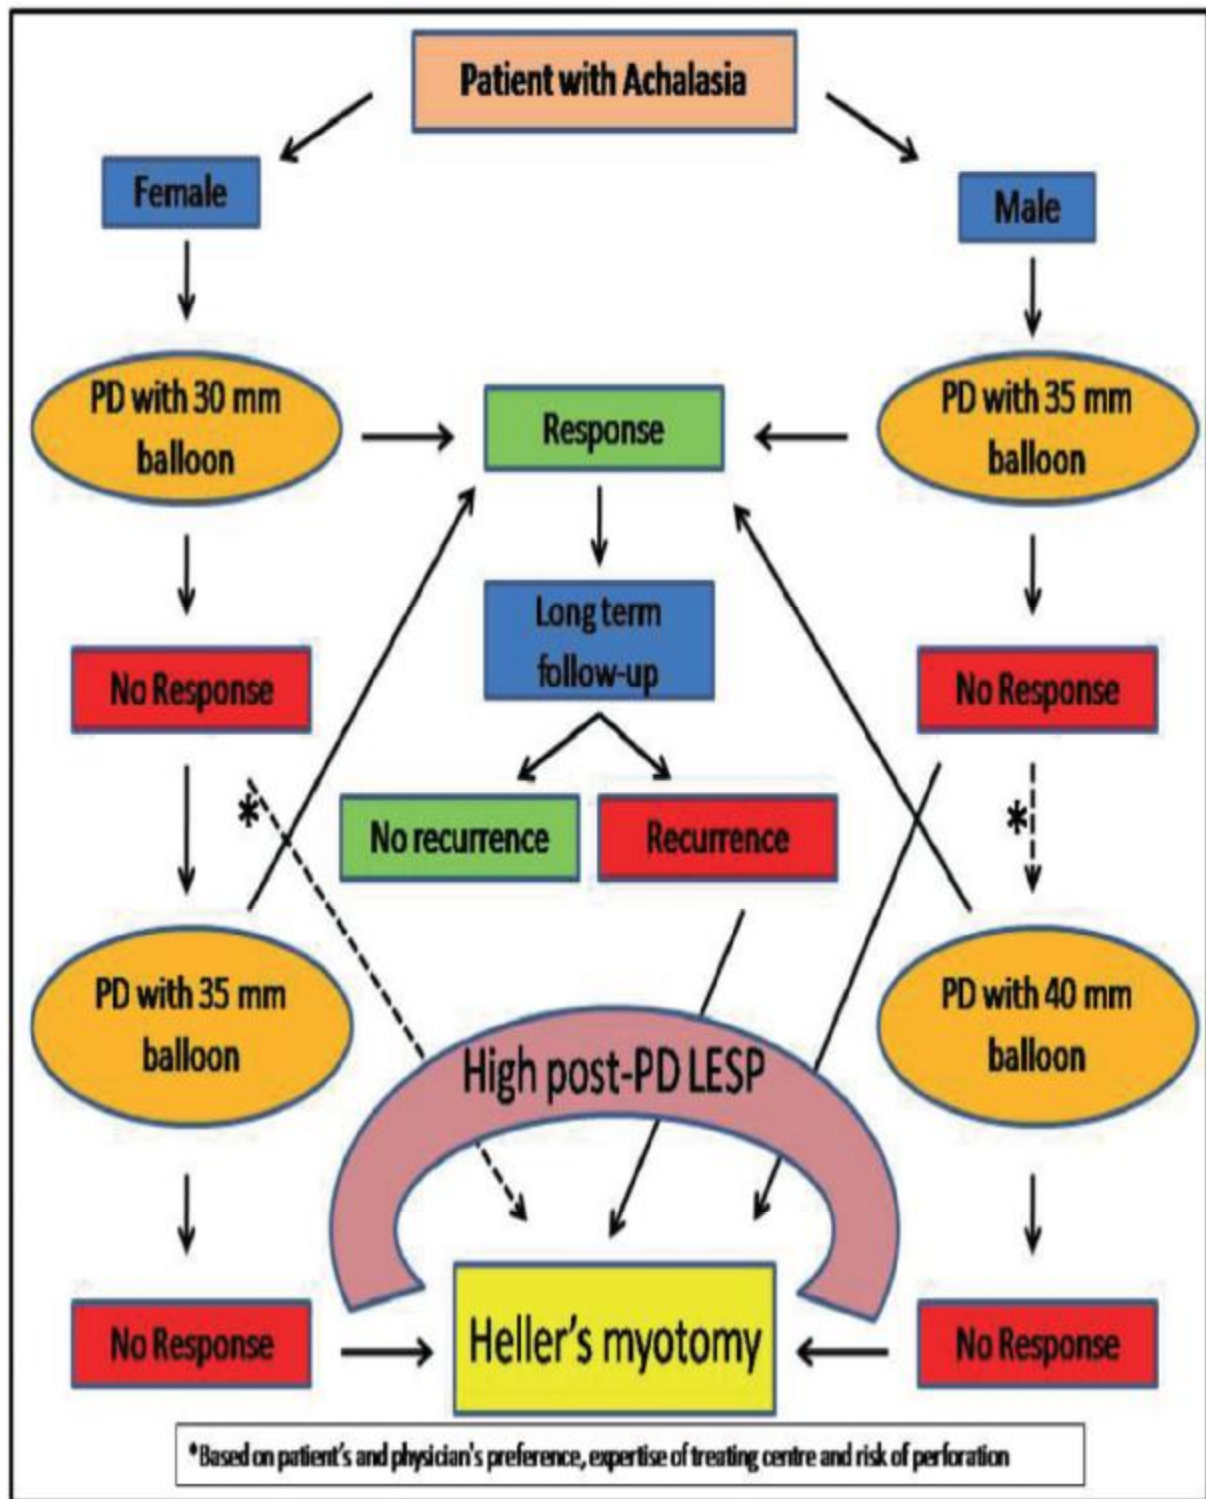 Patient with Achalasia
Female
Male
PD with 30 mm
balloon
Response
PD with 35 mm
balloon
No Response
Long term
follow-up
No Response
*
*
No recurrence
Recurrence
PD with 35 mm
balloon
High post-PD LESP
PD with 40 mm
balloon
No Response
Heller's myotomy
No Response
*Based on patient's and physician's preference, expertise of treating centre and risk of perforation